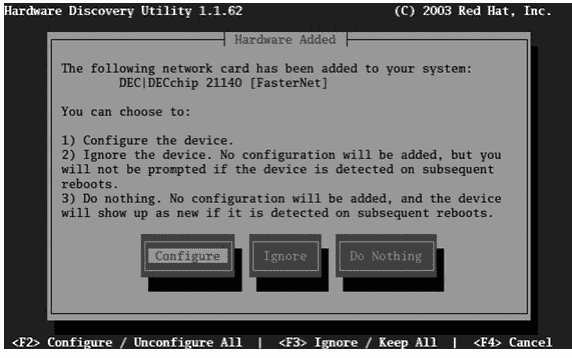 Hardware Discovery Utility 1.1.62 (C) 2003 Red Hat, Inc.
Hardware Added
The following network card has been added to your system:
DEC|DECchip 21140 [FasterNet]
You can choose to:
1) Configure the device.
2) Ignore the device. No configuration will be added, but you
will not be prompted if the device is detected on subsequent
reboots.
3) Do nothing. No configuration will be added, and the device
will show up as new if it is detected on subsequent reboots.
Configure Ignore Do Nothing
<F2> Configure / Unconfigure All | <F3> Ignore / Keep All | <F4> Cancel